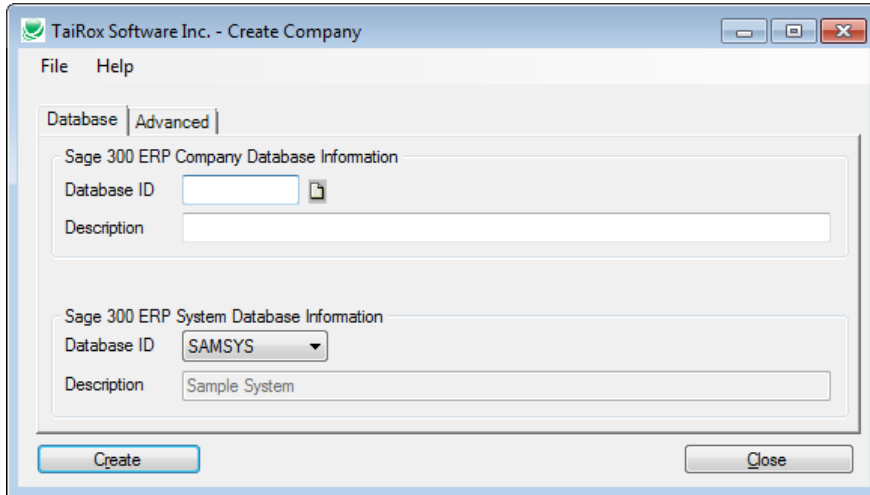 TaiRox Software Inc. - Create Company
File Help
Database Advanced
Sage 300 ERP Company Database Information
Database ID
Description
Sage 300 ERP System Database Information
Database ID SAMSYS
Description Sample System
Create Close